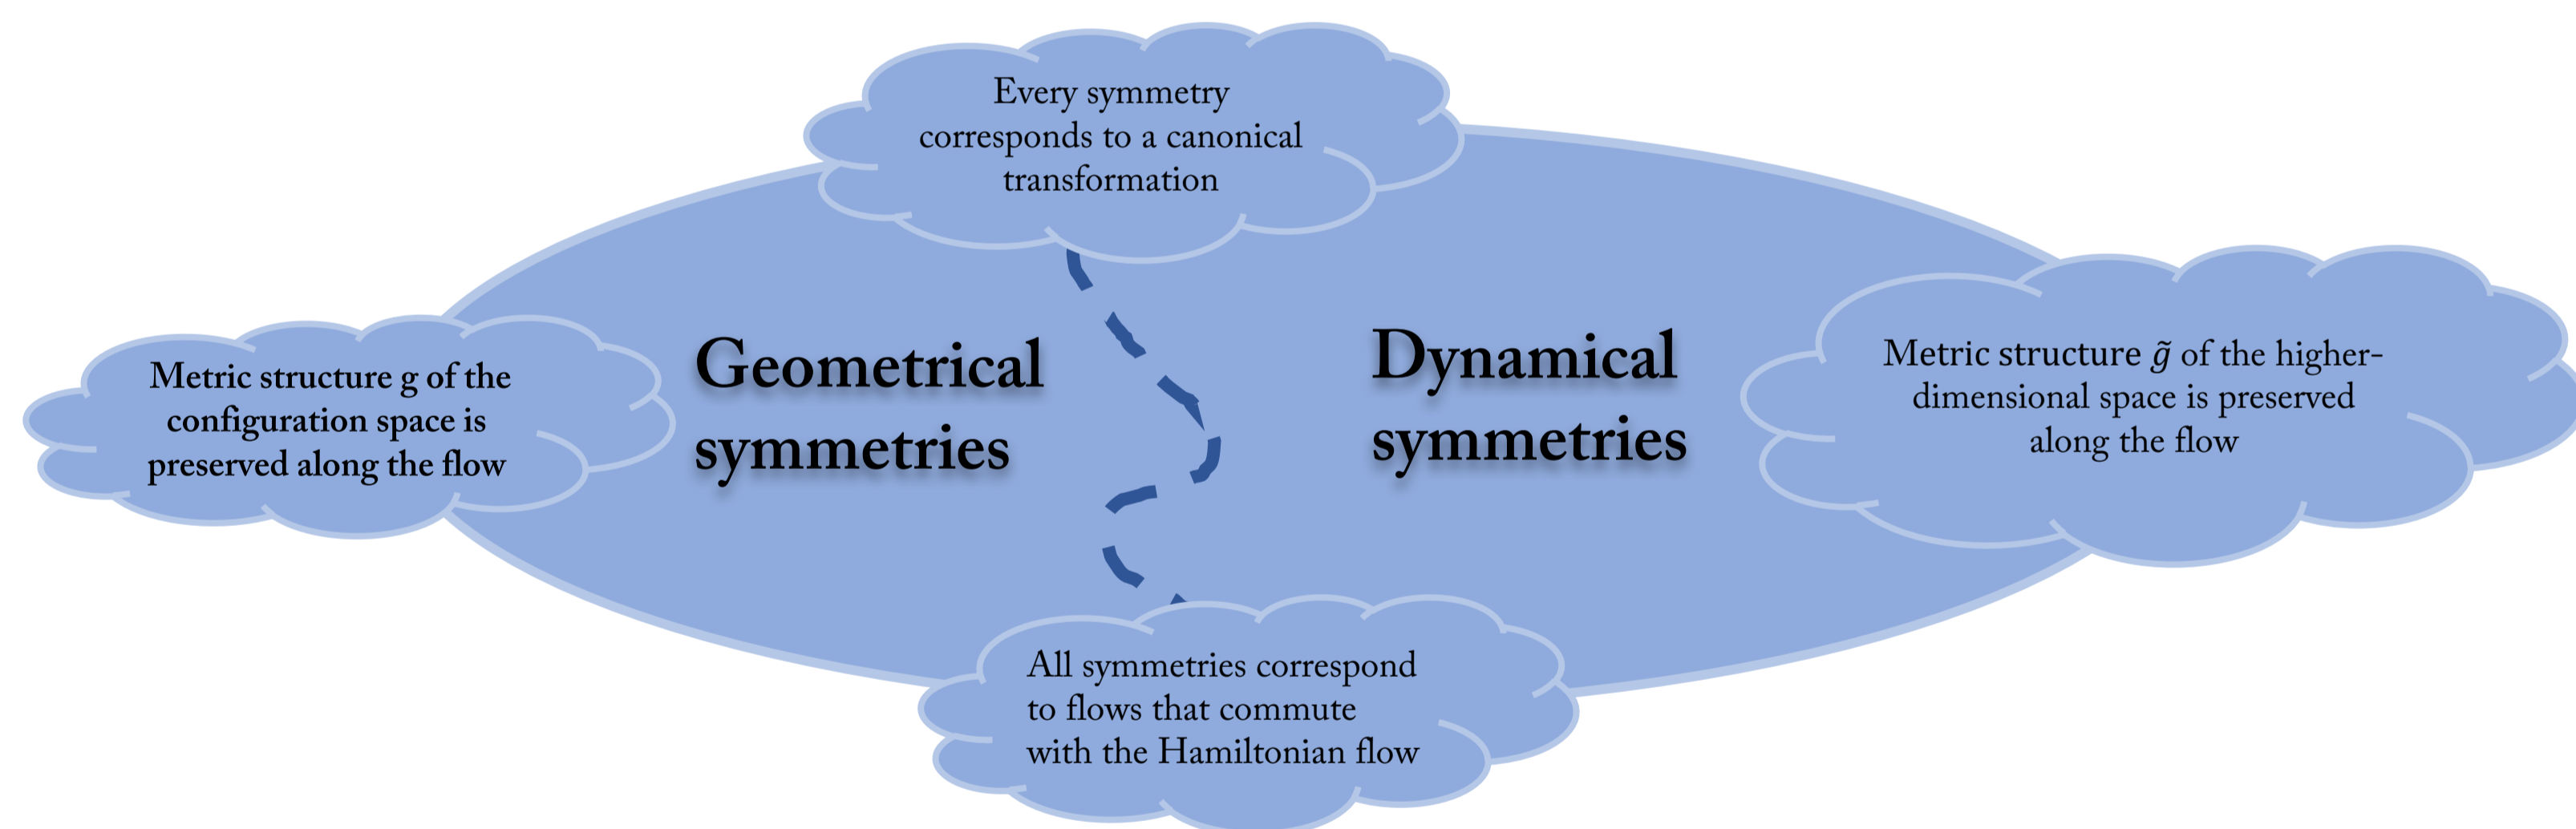 Every symmetry
corresponds to a canonical
transformation
Metric structure g of the
configuration space is
preserved along the flow
Geometrical
symmetries
Dynamical
symmetries
Metric structure g̃ of the higher-
dimensional space is preserved
along the flow
All symmetries correspond
to flows that commute
with the Hamiltonian flow